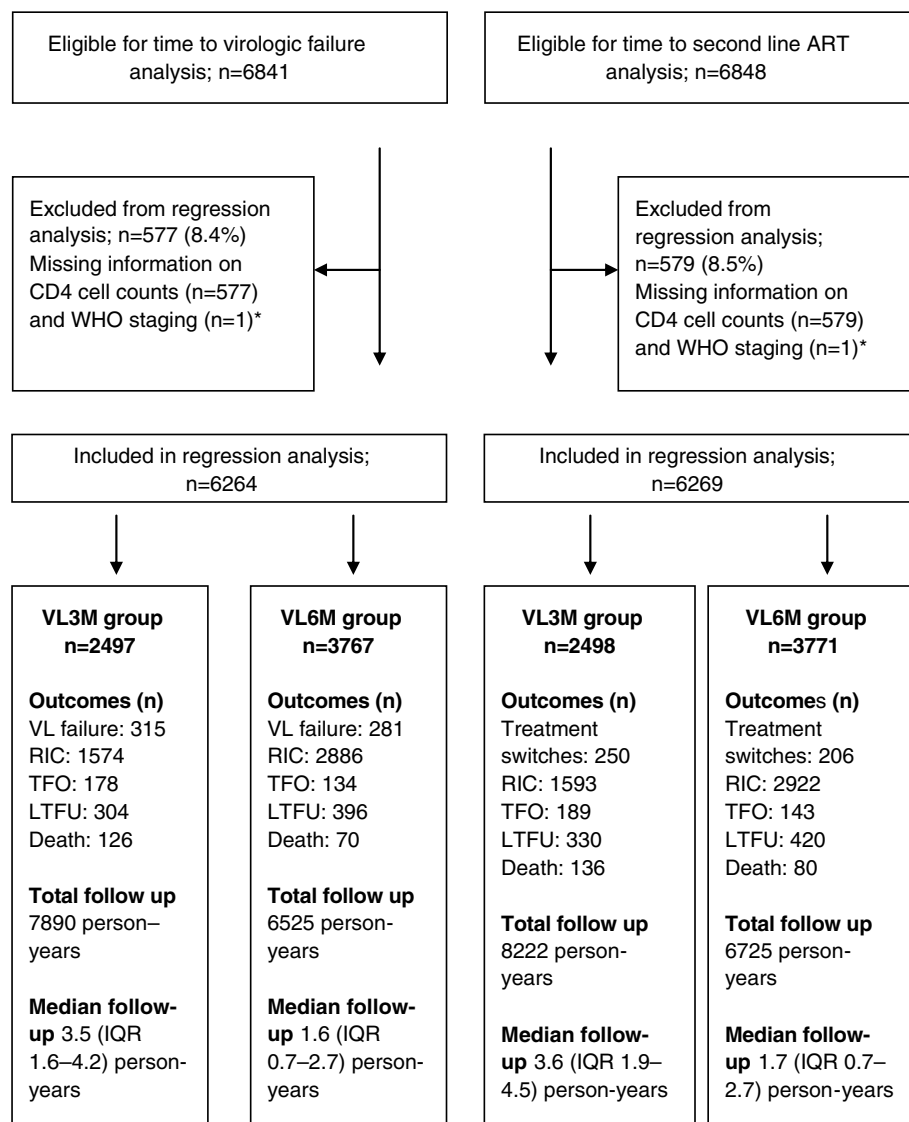 Eligible for time to virologic failure
analysis; n=6841
Eligible for time to second line ART
analysis; n=6848
Excluded from regression
analysis; n=577 (8.4%)
Missing information on
CD4 cell counts (n=577)
and WHO staging (n=1)*
Excluded from
regression analysis;
n=579 (8.5%)
Missing information on
CD4 cell counts (n=579)
and WHO staging (n=1)*
Included in regression analysis;
n=6264
Included in regression analysis;
n=6269
VL3M group
n=2497
Outcomes (n)
VL failure: 315
RIC: 1574
TFO: 178
LTFU: 304
Death: 126
Total follow up
7890 person–
years
Median follow-
up 3.5 (IQR
1.6–4.2) person-
years
VL6M group
n=3767
Outcomes (n)
VL failure: 281
RIC: 2886
TFO: 134
LTFU: 396
Death: 70
Total follow up
6525 person-
years
Median follow-
up 1.6 (IQR
0.7–2.7) person-
years
VL3M group
n=2498
Outcomes (n)
Treatment
switches: 250
RIC: 1593
TFO: 189
LTFU: 330
Death: 136
Total follow up
8222 person-
years
Median follow-
up 3.6 (IQR 1.9–
4.5) person-years
VL6M group
n=3771
Outcomes (n)
Treatment
switches: 206
RIC: 2922
TFO: 143
LTFU: 420
Death: 80
Total follow up
6725 person-
years
Median follow-
up 1.7 (IQR 0.7–
2.7) person-years